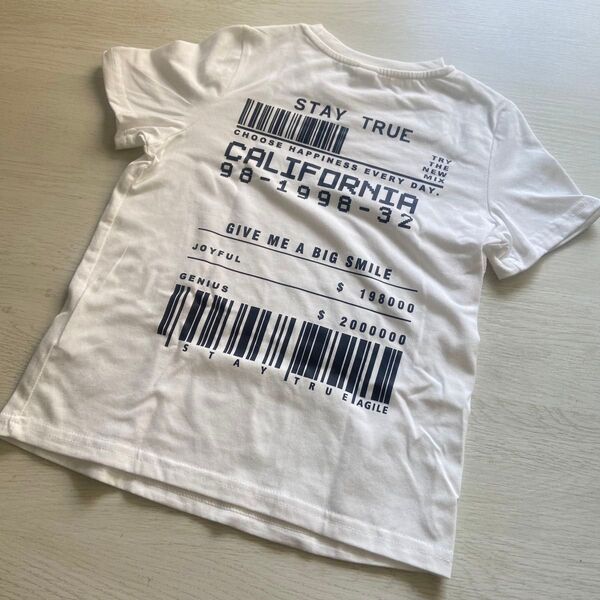 STAY TRUE
CHOOSE HAPPINESS EVERY DAY.
TRY
THE
NEW
MIX
CALIFORNIA
98-1998-32
GIVE ME A BIG SMILE
JOYFUL $ 198000
GENIUS $ 2000000
STAY TRUE AGILE